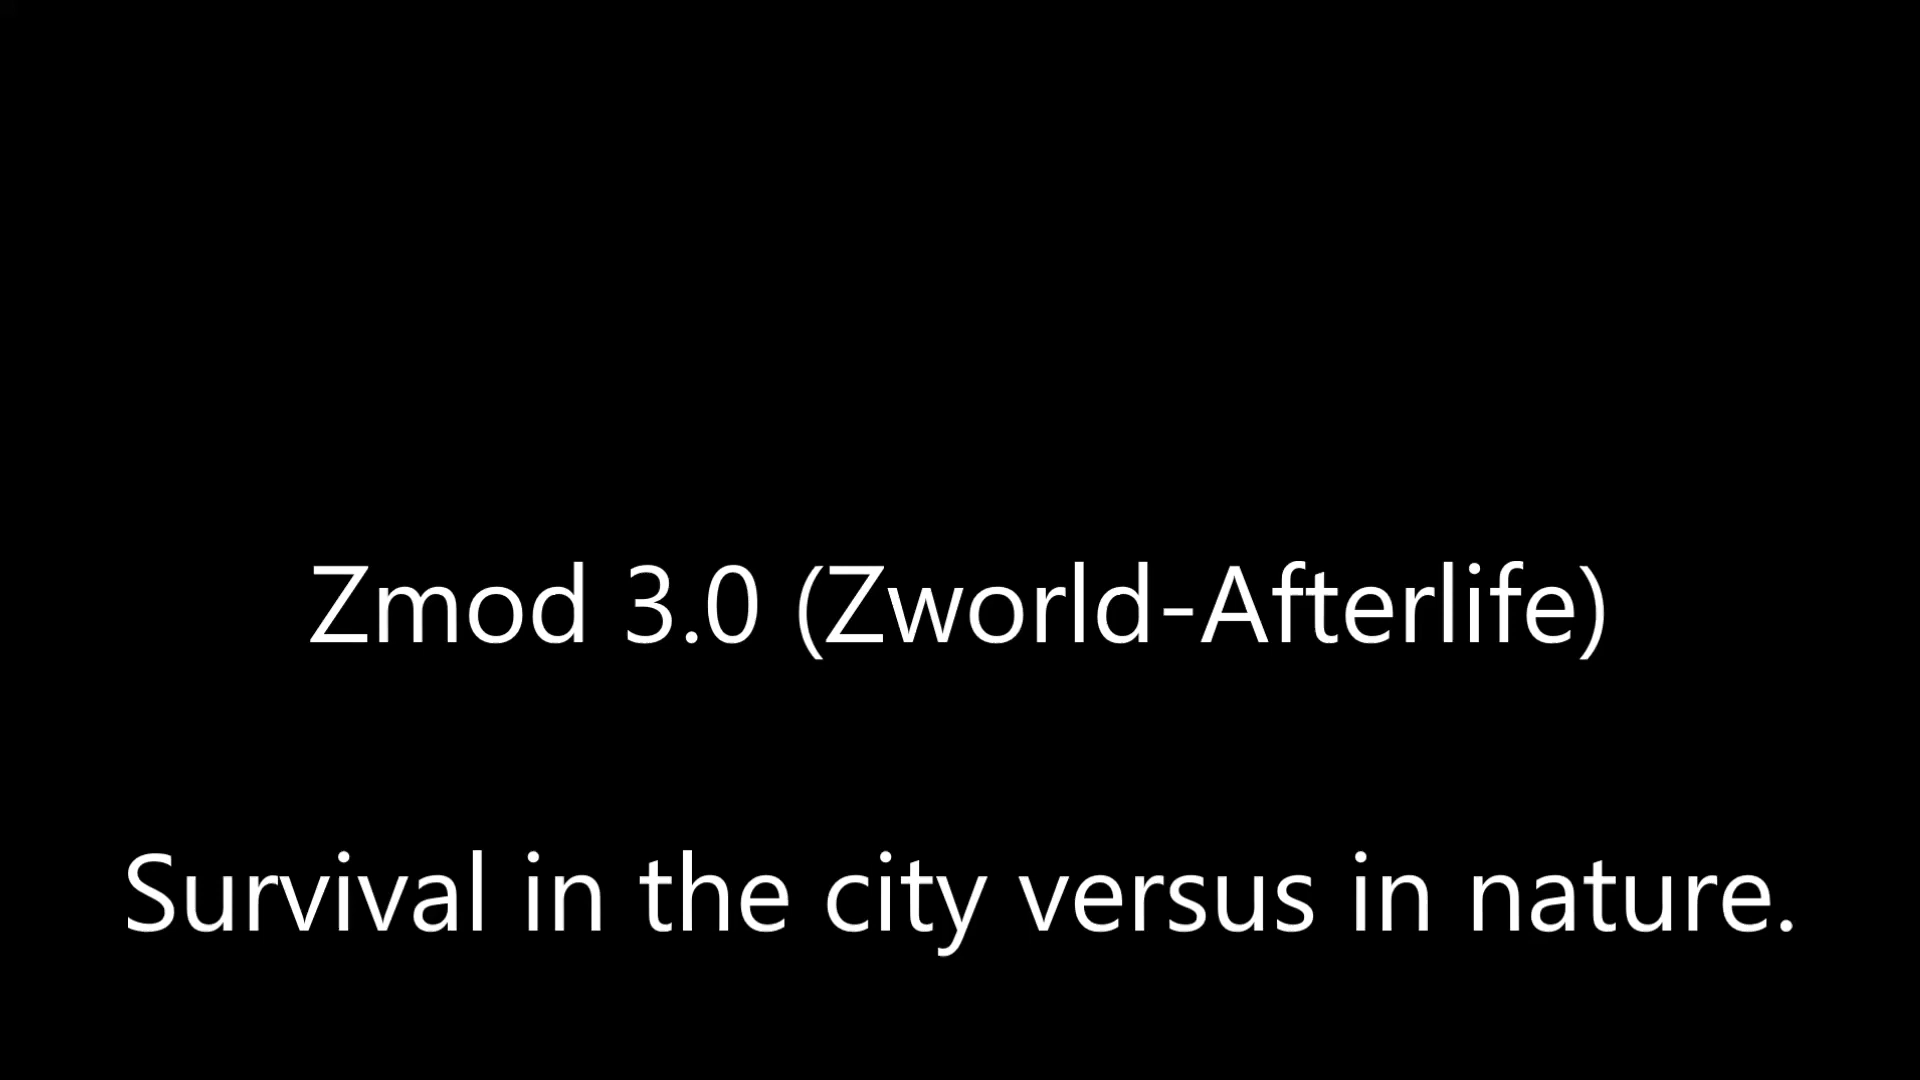 Zmod 3.0 (Zworld-Afterlife)
Survival in the city versus in nature.